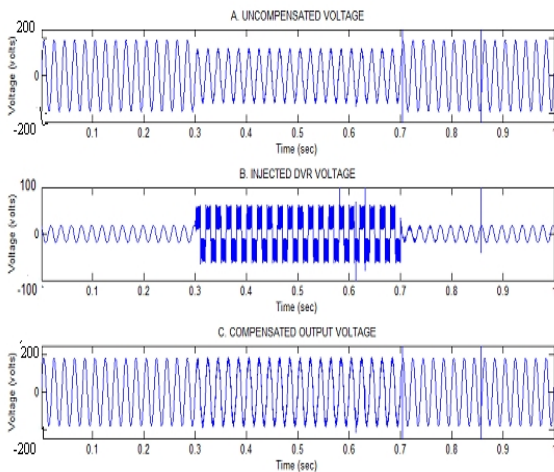 A. UNCOMPENSATED VOLTAGE
200
0
-200
Voltage (volts)
0.1 0.2 0.3 0.4 0.5 0.6 0.7 0.8 0.9 1
Time (sec)
B. INJECTED DVR VOLTAGE
100
0
-100
Voltage (volts)
0.1 0.2 0.3 0.4 0.5 0.6 0.7 0.8 0.9 1
Time (sec)
C. COMPENSATED OUTPUT VOLTAGE
200
0
-200
Voltage (volts)
0.1 0.2 0.3 0.4 0.5 0.6 0.7 0.8 0.9 1
Time (sec)